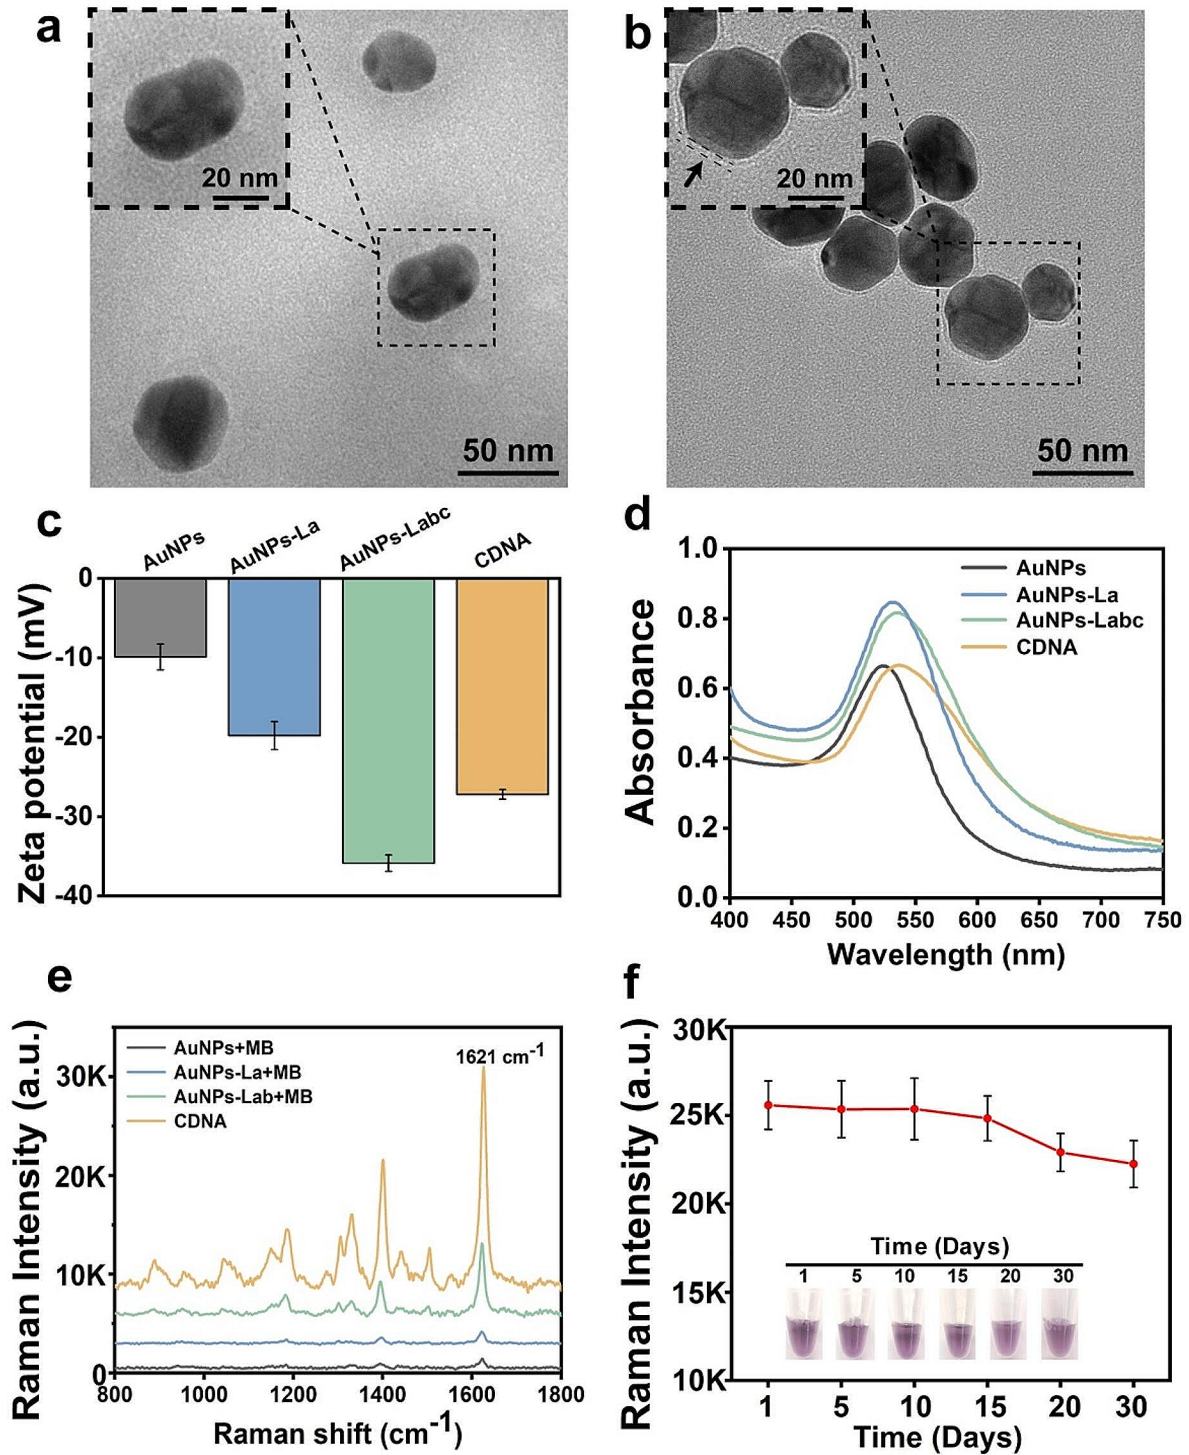 a
20 nm
50 nm
b
20 nm
50 nm
c
AuNPs
AuNPs-La
AuNPs-Labc
CDNA
Zeta potential (mV)
0
-10
-20
-30
-40
d
Absorbance
1.0
0.8
0.6
0.4
0.2
0.0
AuNPs
AuNPs-La
AuNPs-Labc
CDNA
400 450 500 550 600 650 700 750
Wavelength (nm)
e
Raman Intensity (a.u.)
30K
20K
10K
0
AuNPs+MB
AuNPs-La+MB
AuNPs-Lab+MB
CDNA
1621 cm-1
800 1000 1200 1400 1600 1800
Raman shift (cm-1)
f
Raman Intensity (a.u.)
30K
25K
20K
15K
10K
Time (Days)
1 5 10 15 20 30
1 5 10 15 20 30
Time (Days)